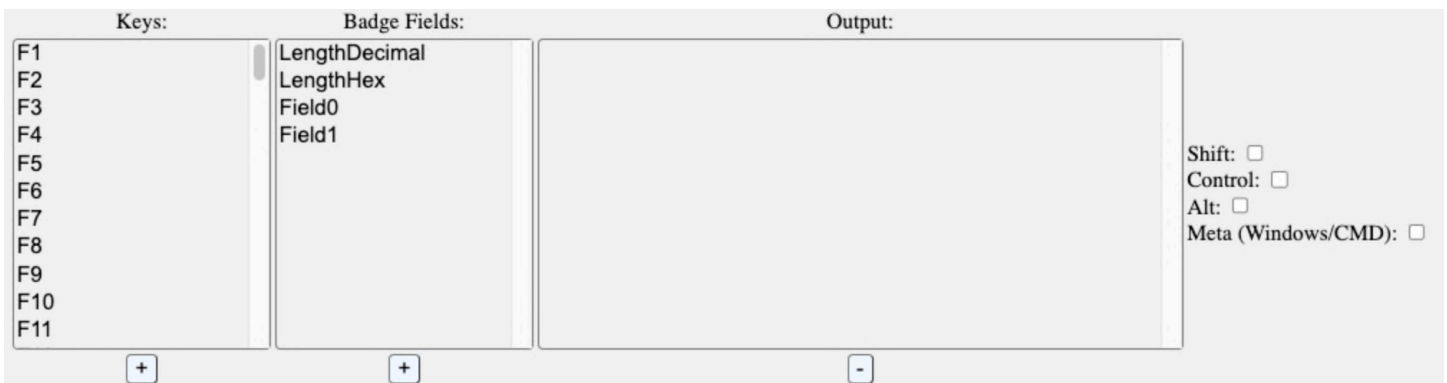 Keys:
Badge Fields:
Output:
F1
F2
F3
F4
F5
F6
F7
F8
F9
F10
F11
LengthDecimal
LengthHex
Field0
Field1
Shift:
Control:
Alt:
Meta (Windows/CMD):
+
+
-